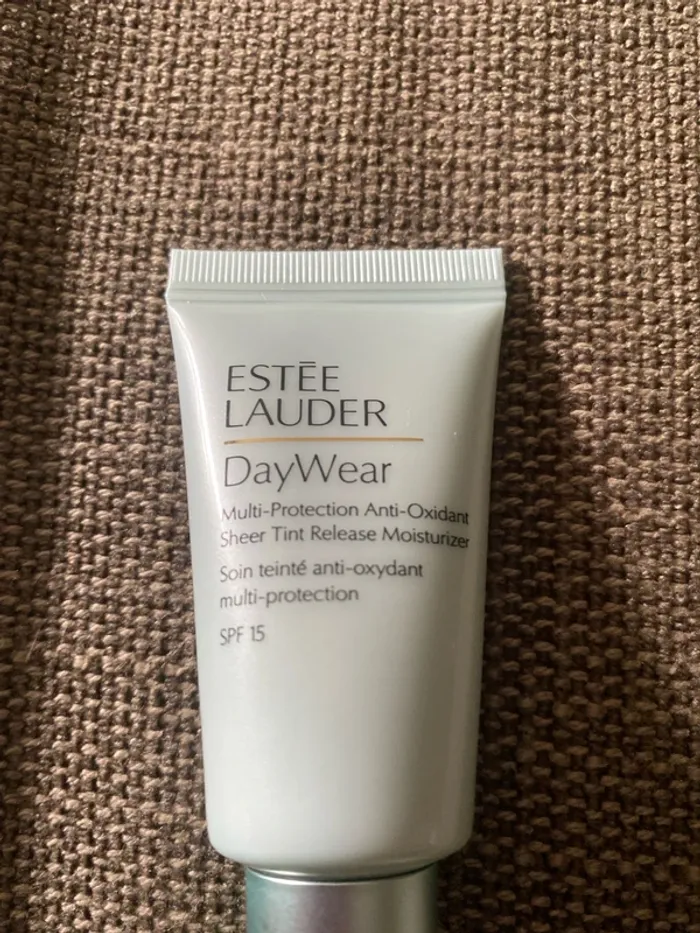 ESTĒE
LAUDER
DayWear
Multi-Protection Anti-Oxidant
Sheer Tint Release Moisturizer
Soin teinté anti-oxydant
multi-protection
SPF 15